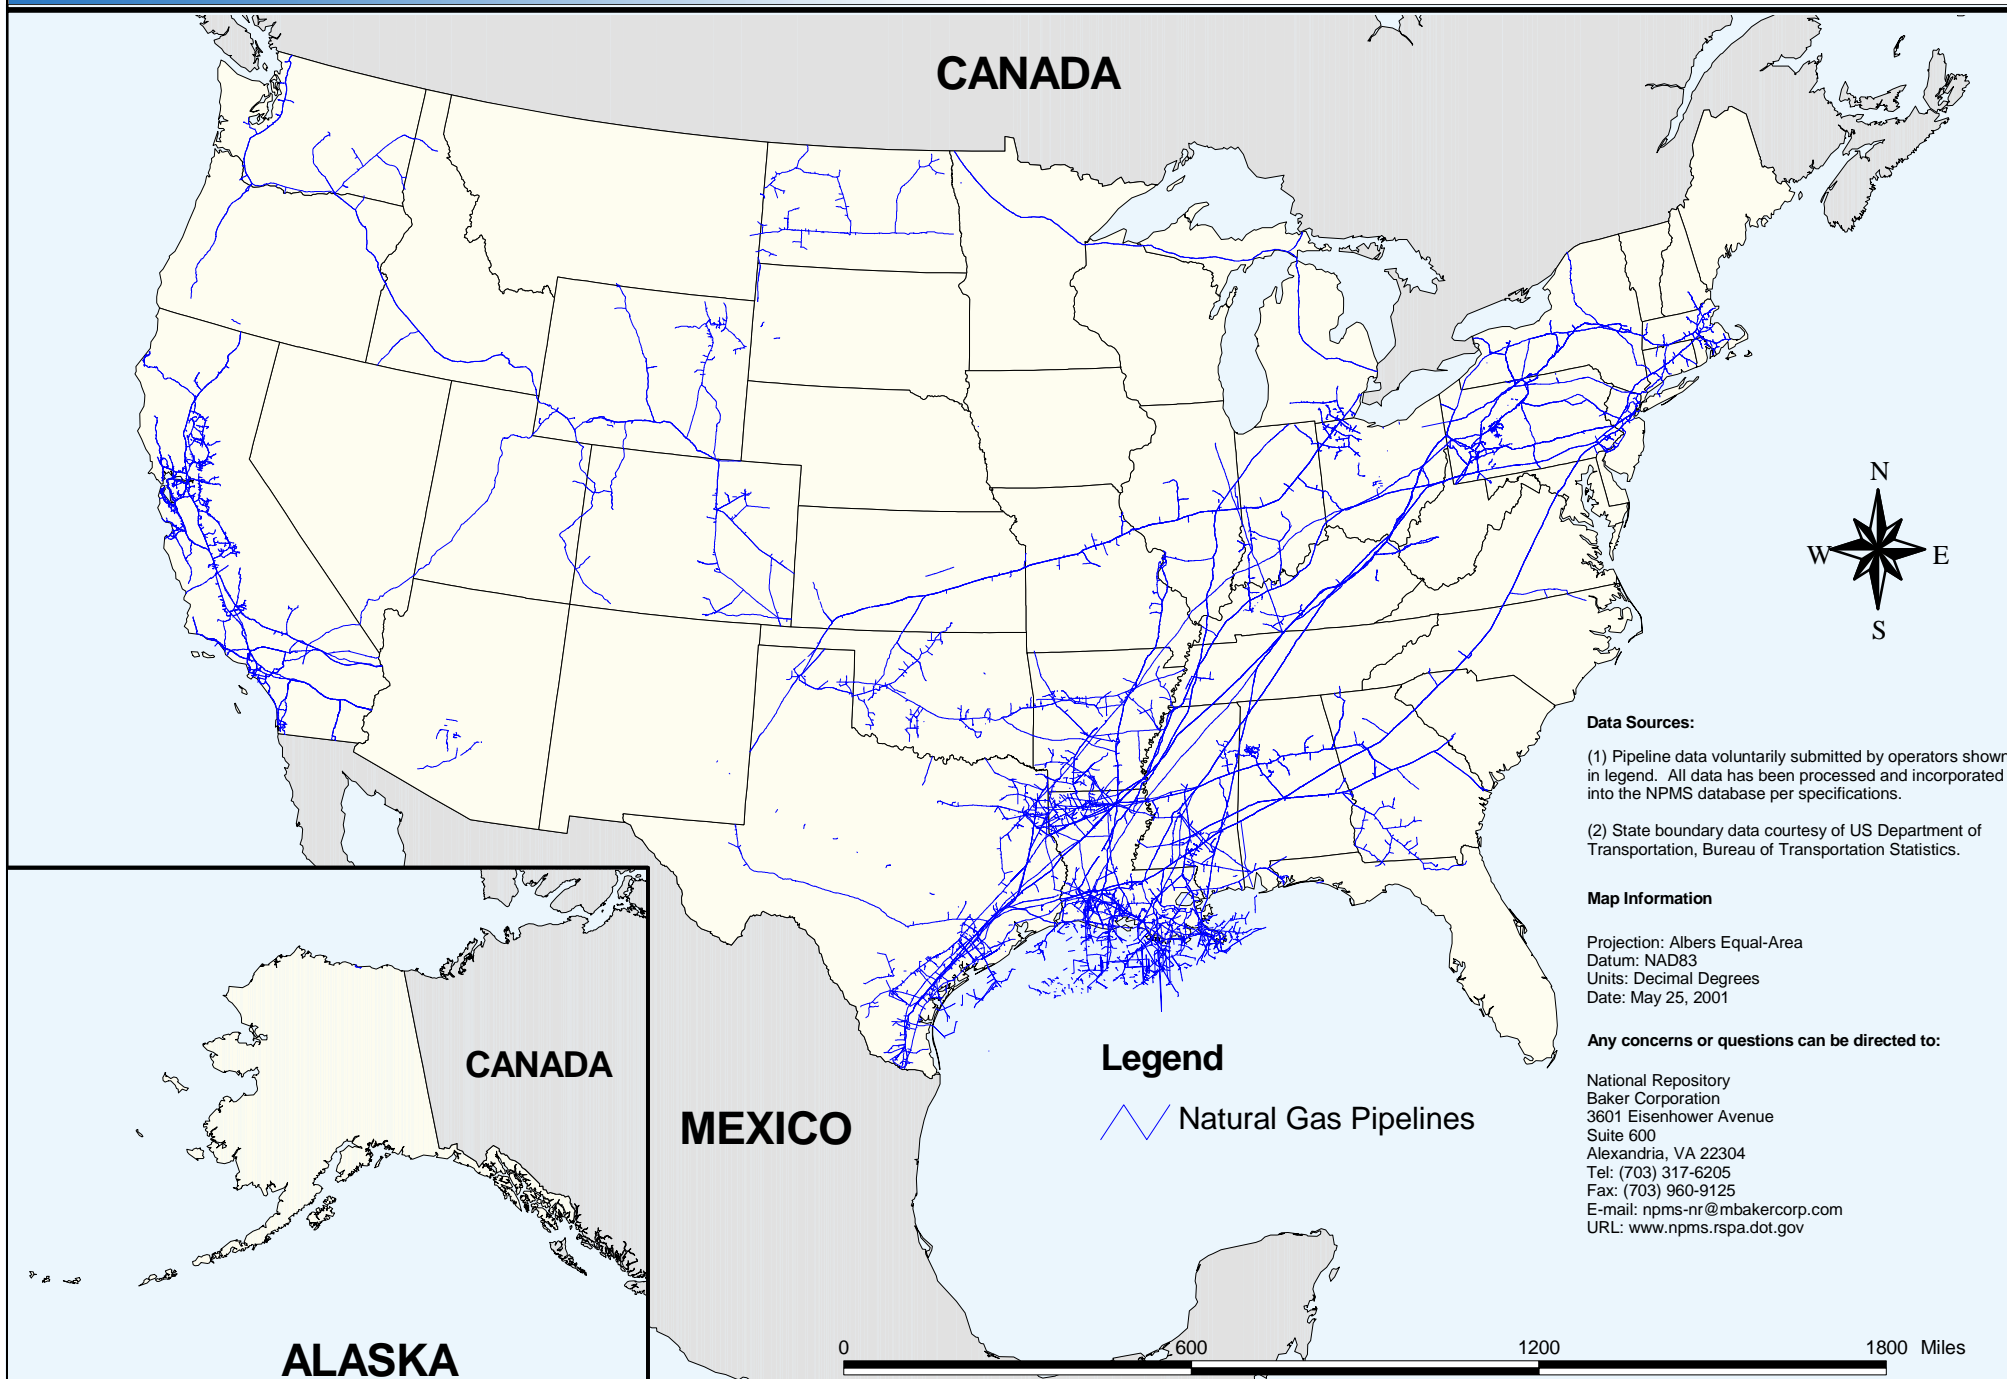 CANADA
N
W
E
S
Data Sources:
(1) Pipeline data voluntarily submitted by operators shown
in legend. All data has been processed and incorporated
into the NPMS database per specifications.
(2) State boundary data courtesy of US Department of
Transportation, Bureau of Transportation Statistics.
Map Information
Projection: Albers Equal-Area
Datum: NAD83
Units: Decimal Degrees
Date: May 25, 2001
Any concerns or questions can be directed to:
National Repository
Baker Corporation
3601 Eisenhower Avenue
Suite 600
Alexandria, VA 22304
Tel: (703) 317-6205
Fax: (703) 960-9125
E-mail: npms-nr@mbakercorp.com
URL: www.npms.rspa.dot.gov
CANADA
MEXICO
Legend
Natural Gas Pipelines
ALASKA
0 600 1200 1800 Miles